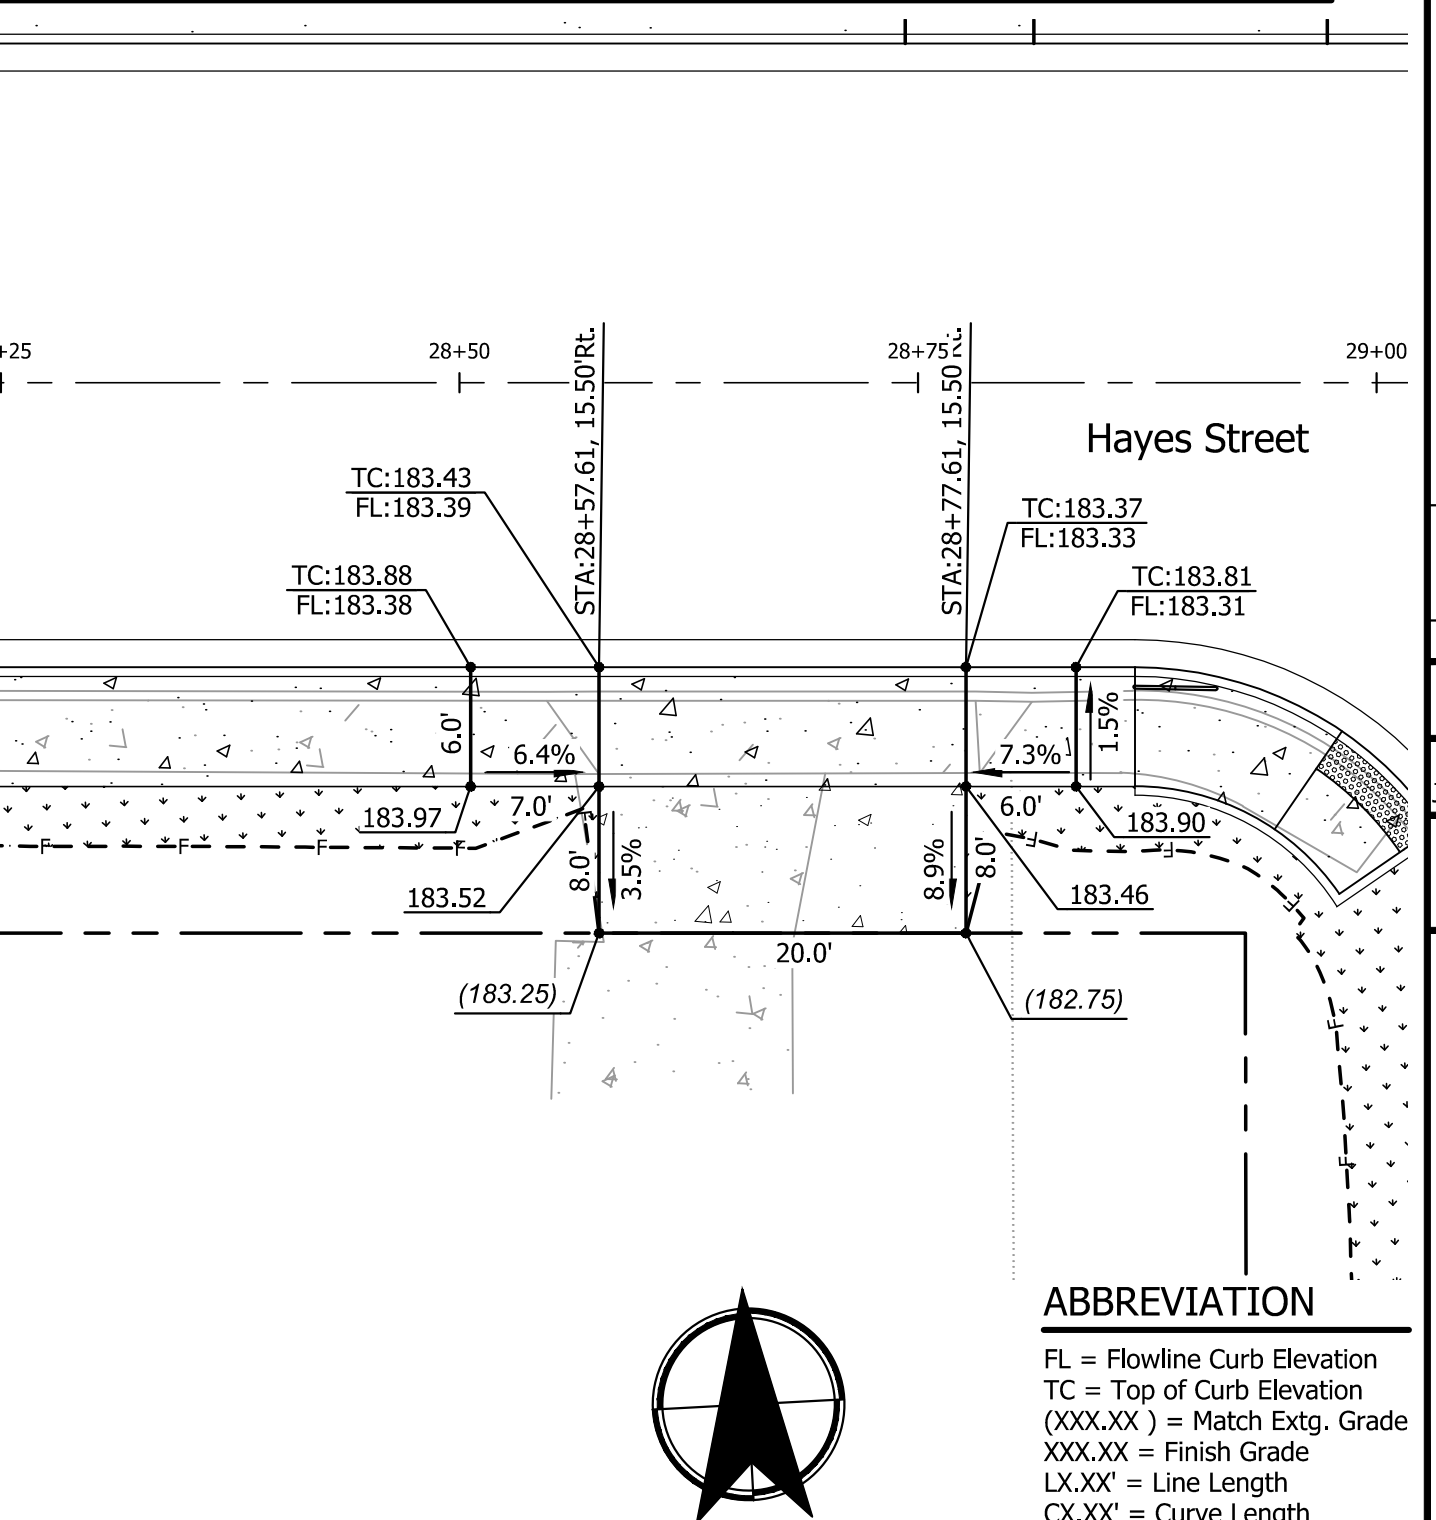 +25
28+50
28+75
29+00
STA:28+57.61, 15.50'Rt.
STA:28+77.61, 15.50
Hayes Street
TC:183.43
FL:183.39
TC:183.37
FL:183.33
TC:183.88
FL:183.38
TC:183.81
FL:183.31
6.0'
6.4%
7.3%
1.5%
7.0'
6.0'
183.97
183.90
8.0'
3.5%
8.9%
8.0'
F
F
F
F
F
F
F
F
F
183.52
183.46
20.0'
(183.25)
(182.75)
ABBREVIATION
FL = Flowline Curb Elevation
TC = Top of Curb Elevation
(XXX.XX ) = Match Extg. Grade
XXX.XX = Finish Grade
LX.XX' = Line Length
CX.XX' = Curve Length